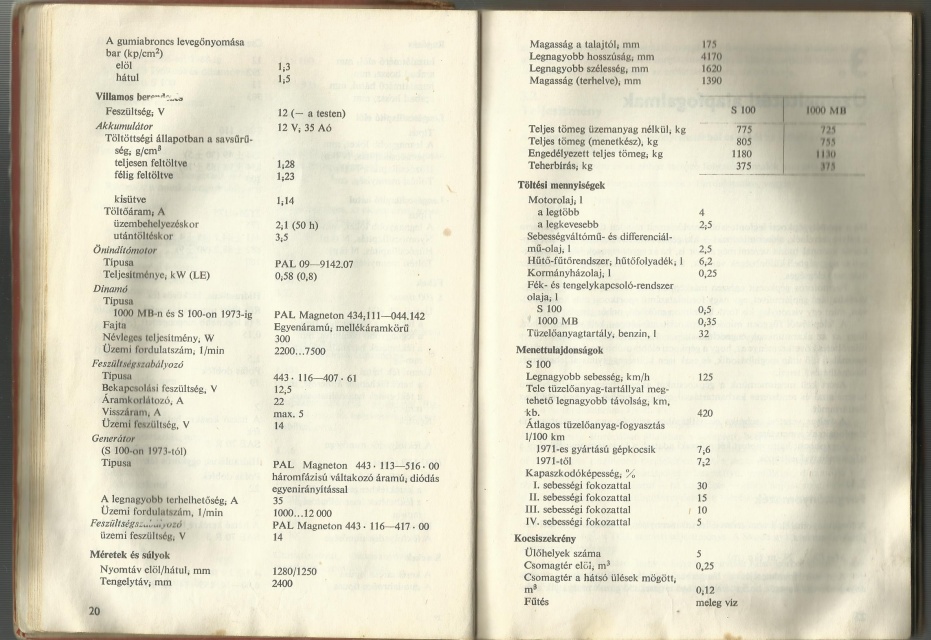 A gumiabroncs levegőnyomása
bar (kp/cm²)
elöl 1,3
hátul 1,5
Villamos
Feszültség, V 12 (— a testen)
Akkumulátor 12 V, 35 Aó
Töltöttségi állapotban a savsűrű-
ség, g/cm³
teljesen feltöltve 1,28
félig feltöltve 1,23
kisütve 1,14
Töltőáram, A
üzembehelyezéskor 2,1 (50 h)
utántöltéskor 3,5
Önindítómotor
Típusa PAL 09—9142.07
Teljesítménye, kW (LE) 0,58 (0,8)
Dinamó
Típusa
1000 MB-n és S 100-on 1973-ig PAL Magneton 434,111—044.142
Fajta Egyenáramú, mellékáramkörű
Névleges teljesítmény, W 300
Üzemi fordulatszám, 1/min 2200...7500
Feszültségszabályozó
Típusa 443 · 116—407 · 61
Bekapcsolási feszültség, V 12,5
Áramkorlátozó, A 22
Visszáram, A max. 5
Üzemi feszültség, V 14
Generátor
(S 100-on 1973-tól)
Típusa PAL Magneton 443 · 113—516 · 00
háromfázisú váltakozó áramú, diódás
egyenirányítással
A legnagyobb terhelhetőség, A 35
Üzemi fordulatszám, 1/min 1000...12 000
PAL Magneton 443 · 116—417 · 00
üzemi feszültség, V 14
Méretek és súlyok
Nyomtáv elöl/hátul, mm 1280/1250
Tengelytáv, mm 2400
20
Magasság a talajtól, mm 175
Legnagyobb hosszúság, mm 4170
Legnagyobb szélesség, mm 1620
Magasság (terhelve), mm 1390
S 100 1000 MB
Teljes tömeg üzemanyag nélkül, kg 775 725
Teljes tömeg (menetkész), kg 805 755
Engedélyezett teljes tömeg, kg 1180 1130
Teherbírás, kg 375 375
Töltési mennyiségek
Motorolaj, l
a legtöbb 4
a legkevesebb 2,5
Sebességváltómű- és differenciál-
mű-olaj, l 2,5
Hűtő-fűtőrendszer, hűtőfolyadék, l 6,2
Kormányházolaj, l 0,25
Fék- és tengelykapcsoló-rendszer
olaja, l
S 100 0,5
1000 MB 0,35
Tüzelőanyagtartály, benzin, l 32
Menettulajdonságok
S 100
Legnagyobb sebesség, km/h 125
Tele tüzelőanyag-tartállyal meg-
tehető legnagyobb távolság, km,
kb. 420
Átlagos tüzelőanyag-fogyasztás
l/100 km
1971-es gyártású gépkocsik 7,6
1971-től 7,2
Kapaszkodóképesség, %
I. sebességi fokozattal 30
II. sebességi fokozattal 15
III. sebességi fokozattal 10
IV. sebességi fokozattal 5
Kocsiszekrény
Ülőhelyek száma 5
Csomagtér elöl, m³ 0,25
Csomagtér a hátsó ülések mögött,
m³ 0,12
Fűtés meleg víz